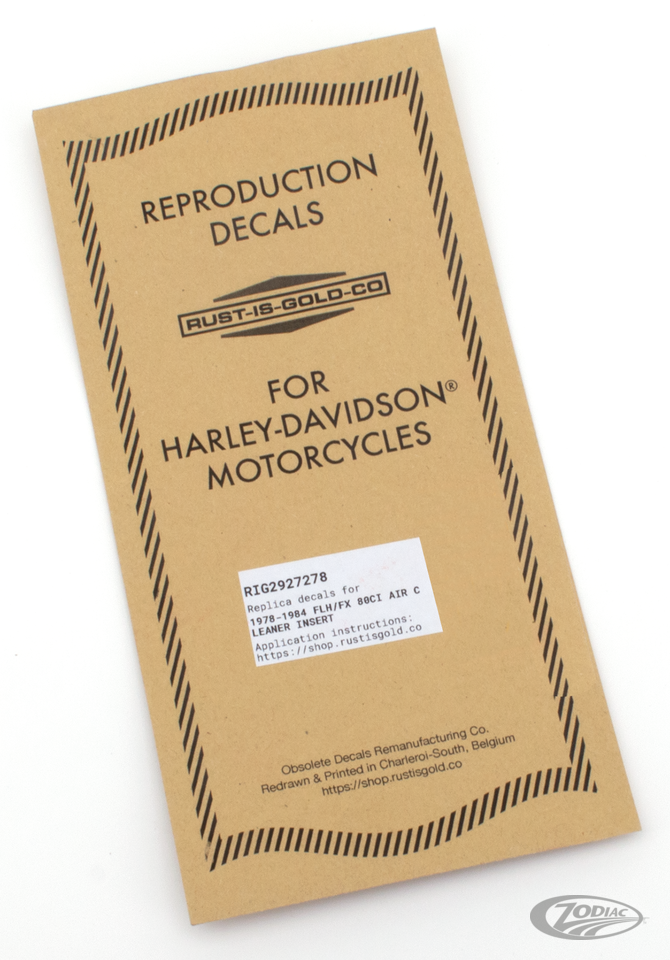 REPRODUCTION
DECALS
RUST-IS-GOLD-CO
FOR
HARLEY-DAVIDSON®
MOTORCYCLES
RIG2927278
Replica decals for
1978-1984 FLH/FX 80CI AIR C
LEANER INSERT
Application instructions:
https://shop.rustisgold.co
Obsolete Decals Remanufacturing Co.
Redrawn & Printed in Charleroi-South, Belgium
https://shop.rustisgold.co
ZODIAC